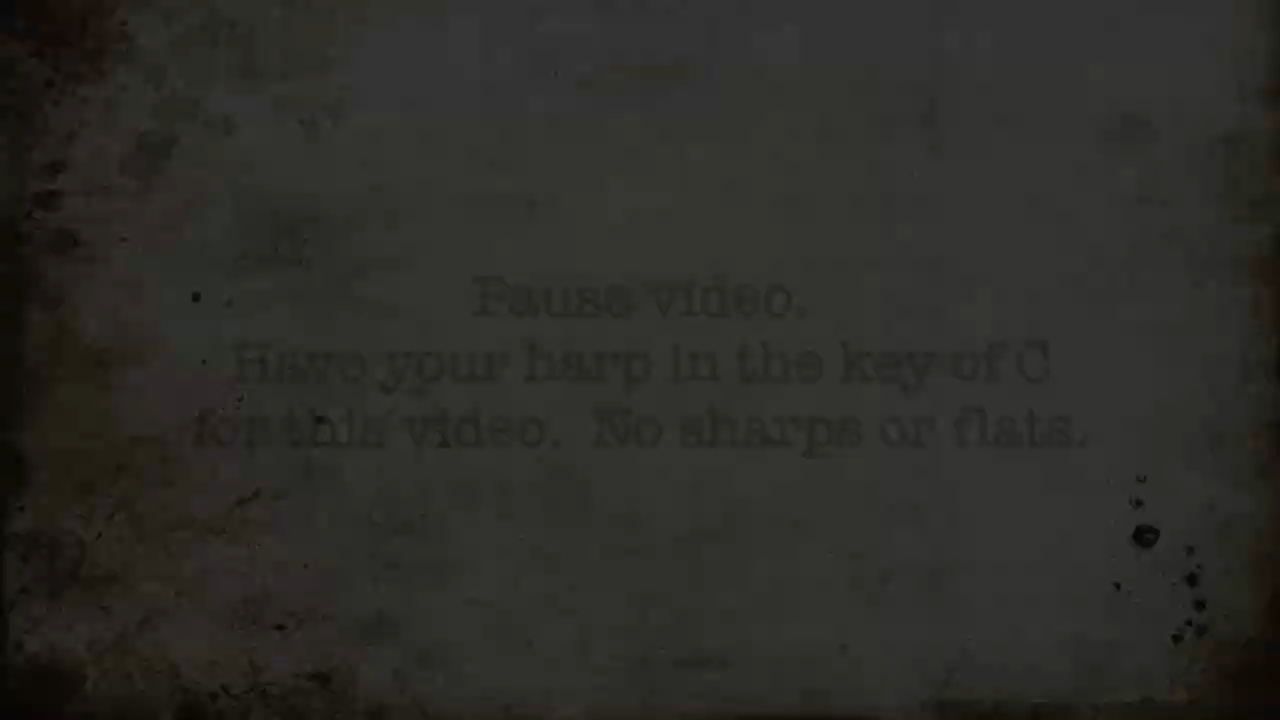 Pause video.
Have your harp in the key of C
for this video.  No sharps or flats.